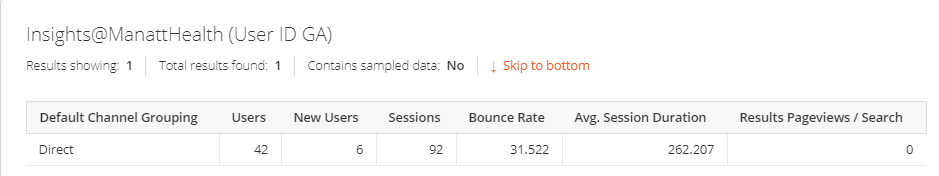 Insights@ManattHealth (User ID GA)
Results showing: 1 Total results found: 1 Contains sampled data: No ↓ Skip to bottom
Default Channel Grouping Users New Users Sessions Bounce Rate Avg. Session Duration Results Pageviews / Search
Direct 42 6 92 31.522 262.207 0